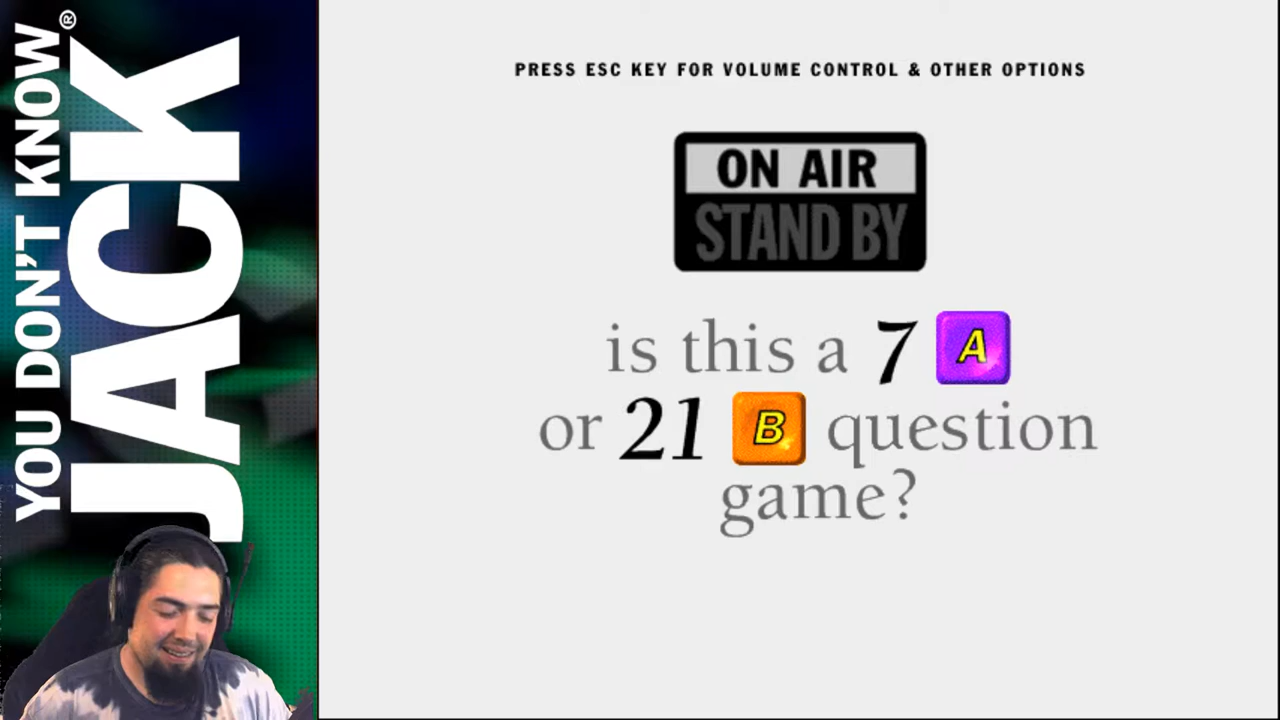 YOU DON'T KNOW
JACK®
PRESS ESC KEY FOR VOLUME CONTROL & OTHER OPTIONS
ON AIR
STAND BY
is this a 7 A
or 21 B question
game?